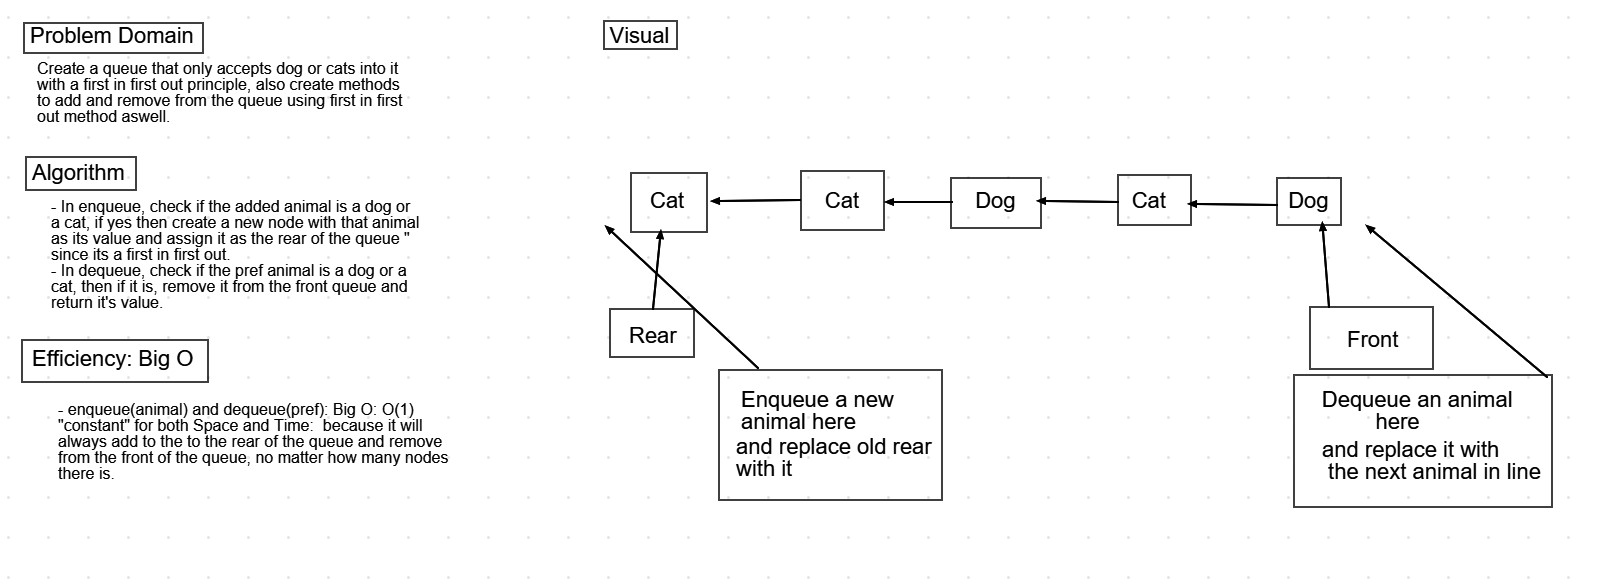 Problem Domain
Create a queue that only accepts dog or cats into it
with a first in first out principle, also create methods
to add and remove from the queue using first in first
out method aswell.
Algorithm
- In enqueue, check if the added animal is a dog or
a cat, if yes then create a new node with that animal
as its value and assign it as the rear of the queue "
since its a first in first out.
- In dequeue, check if the pref animal is a dog or a
cat, then if it is, remove it from the front queue and
return it's value.
Efficiency: Big O
- enqueue(animal) and dequeue(pref): Big O: O(1)
"constant" for both Space and Time:  because it will
always add to the to the rear of the queue and remove
from the front of the queue, no matter how many nodes
there is.
Visual
Cat
Cat
Dog
Cat
Dog
Rear
Front
Enqueue a new
animal here
and replace old rear
with it
Dequeue an animal
here
and replace it with
the next animal in line